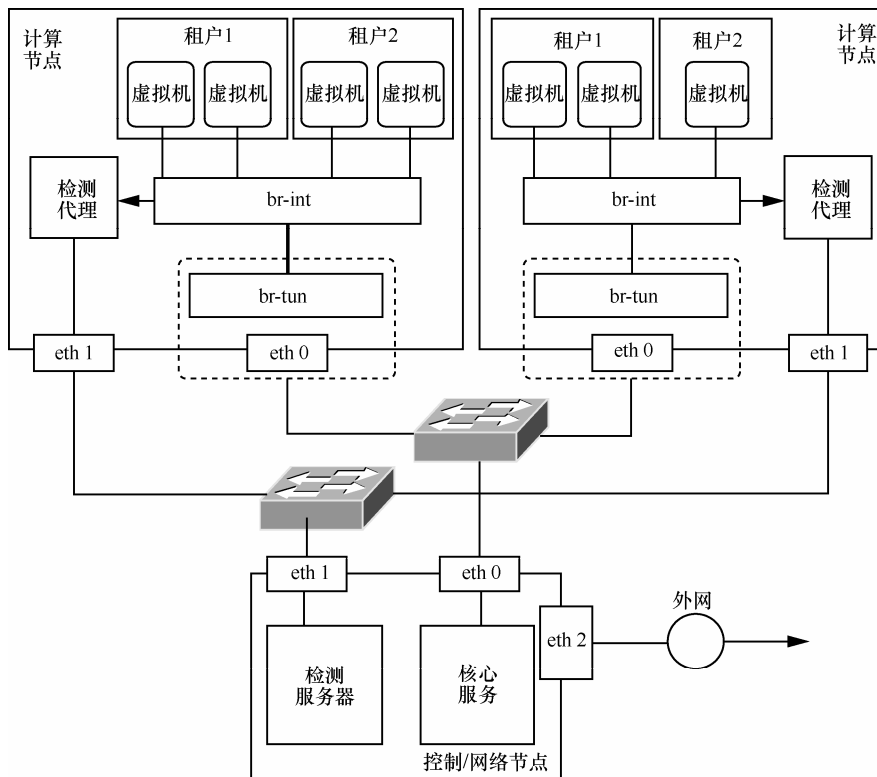 计算
节点
租户1
租户2
虚拟机
虚拟机
虚拟机
虚拟机
检测
代理
br-int
br-tun
eth 1
eth 0
租户1
租户2
计算
节点
虚拟机
虚拟机
虚拟机
br-int
检测
代理
br-tun
eth 0
eth 1
eth 1
eth 0
eth 2
外网
检测
服务器
核心
服务
控制/网络节点